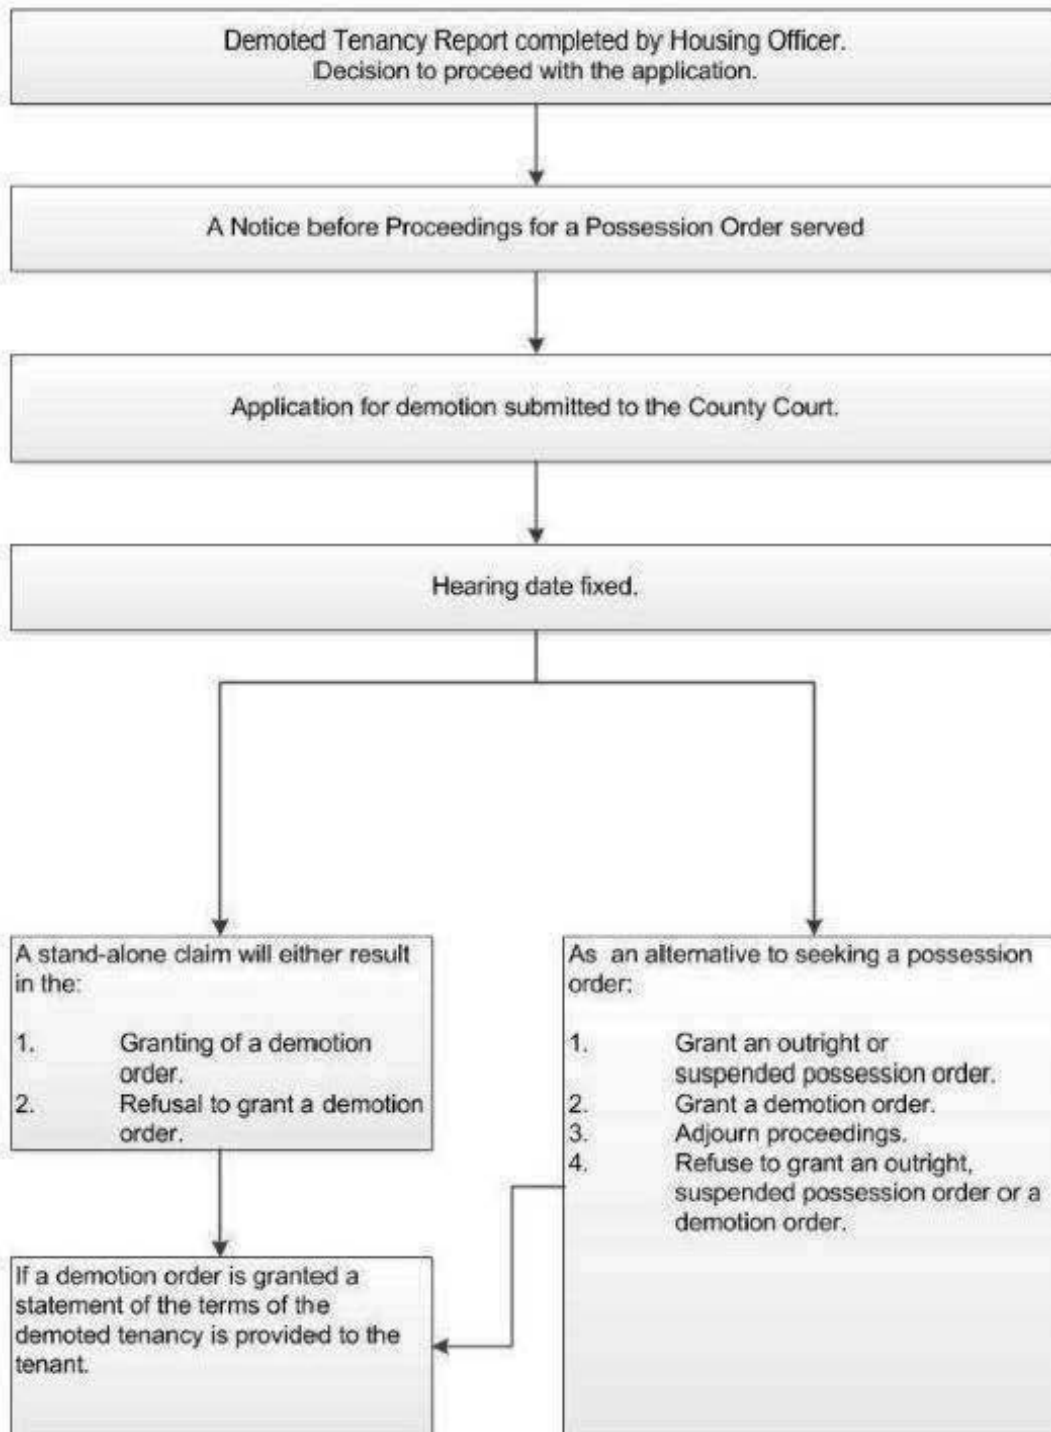 Demoted Tenancy Report completed by Housing Officer.
Decision to proceed with the application.
A Notice before Proceedings for a Possession Order served
Application for demotion submitted to the County Court.
Hearing date fixed.
A stand-alone claim will either result
in the:
1. Granting of a demotion
order.
2. Refusal to grant a demotion
order.
As an alternative to seeking a possession
order:
1. Grant an outright or
suspended possession order.
2. Grant a demotion order.
3. Adjourn proceedings.
4. Refuse to grant an outright,
suspended possession order or a
demotion order.
If a demotion order is granted a
statement of the terms of the
demoted tenancy is provided to the
tenant.